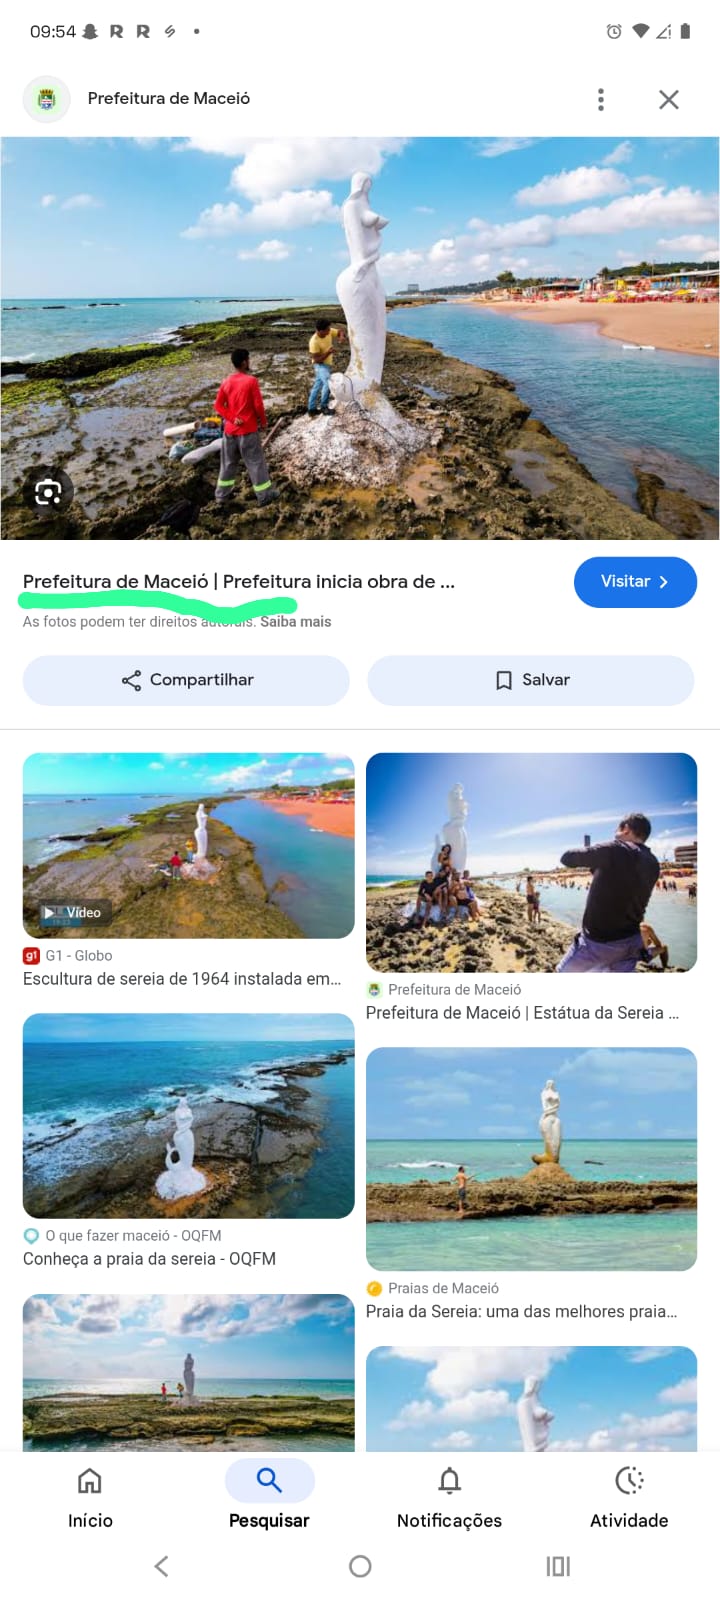 09:54
Prefeitura de Maceió
Prefeitura de Maceió | Prefeitura inicia obra de ...
Visitar
As fotos podem ter direitos autorais. Saiba mais
Compartilhar
Salvar
Vídeo
g1 G1 - Globo
Escultura de sereia de 1964 instalada em...
Prefeitura de Maceió
Prefeitura de Maceió | Estátua da Sereia ...
O que fazer maceió - OQFM
Conheça a praia da sereia - OQFM
Praias de Maceió
Praia da Sereia: uma das melhores praia...
Início
Pesquisar
Notificações
Atividade